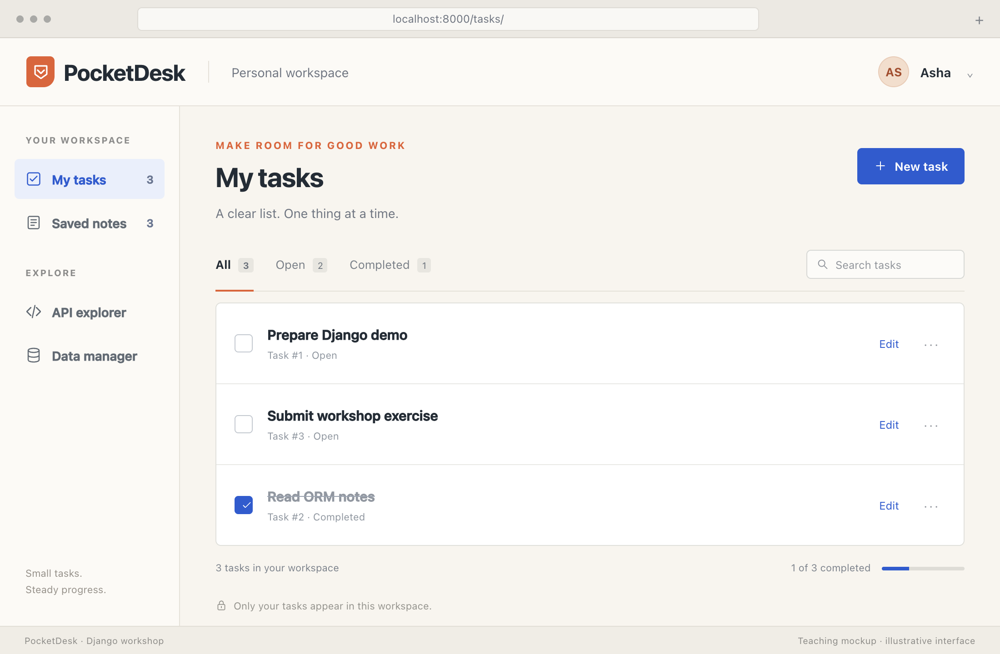 localhost:8000/tasks/
+
PocketDesk
Personal workspace
AS
Asha
YOUR WORKSPACE
My tasks 3
Saved notes 3
EXPLORE
API explorer
Data manager
Small tasks.
Steady progress.
MAKE ROOM FOR GOOD WORK
My tasks
A clear list. One thing at a time.
+ New task
All 3
Open 2
Completed 1
Search tasks
Prepare Django demo
Task #1 · Open
Edit ...
Submit workshop exercise
Task #3 · Open
Edit ...
Read ORM notes
Task #2 · Completed
Edit ...
3 tasks in your workspace
1 of 3 completed
Only your tasks appear in this workspace.
PocketDesk · Django workshop
Teaching mockup · illustrative interface